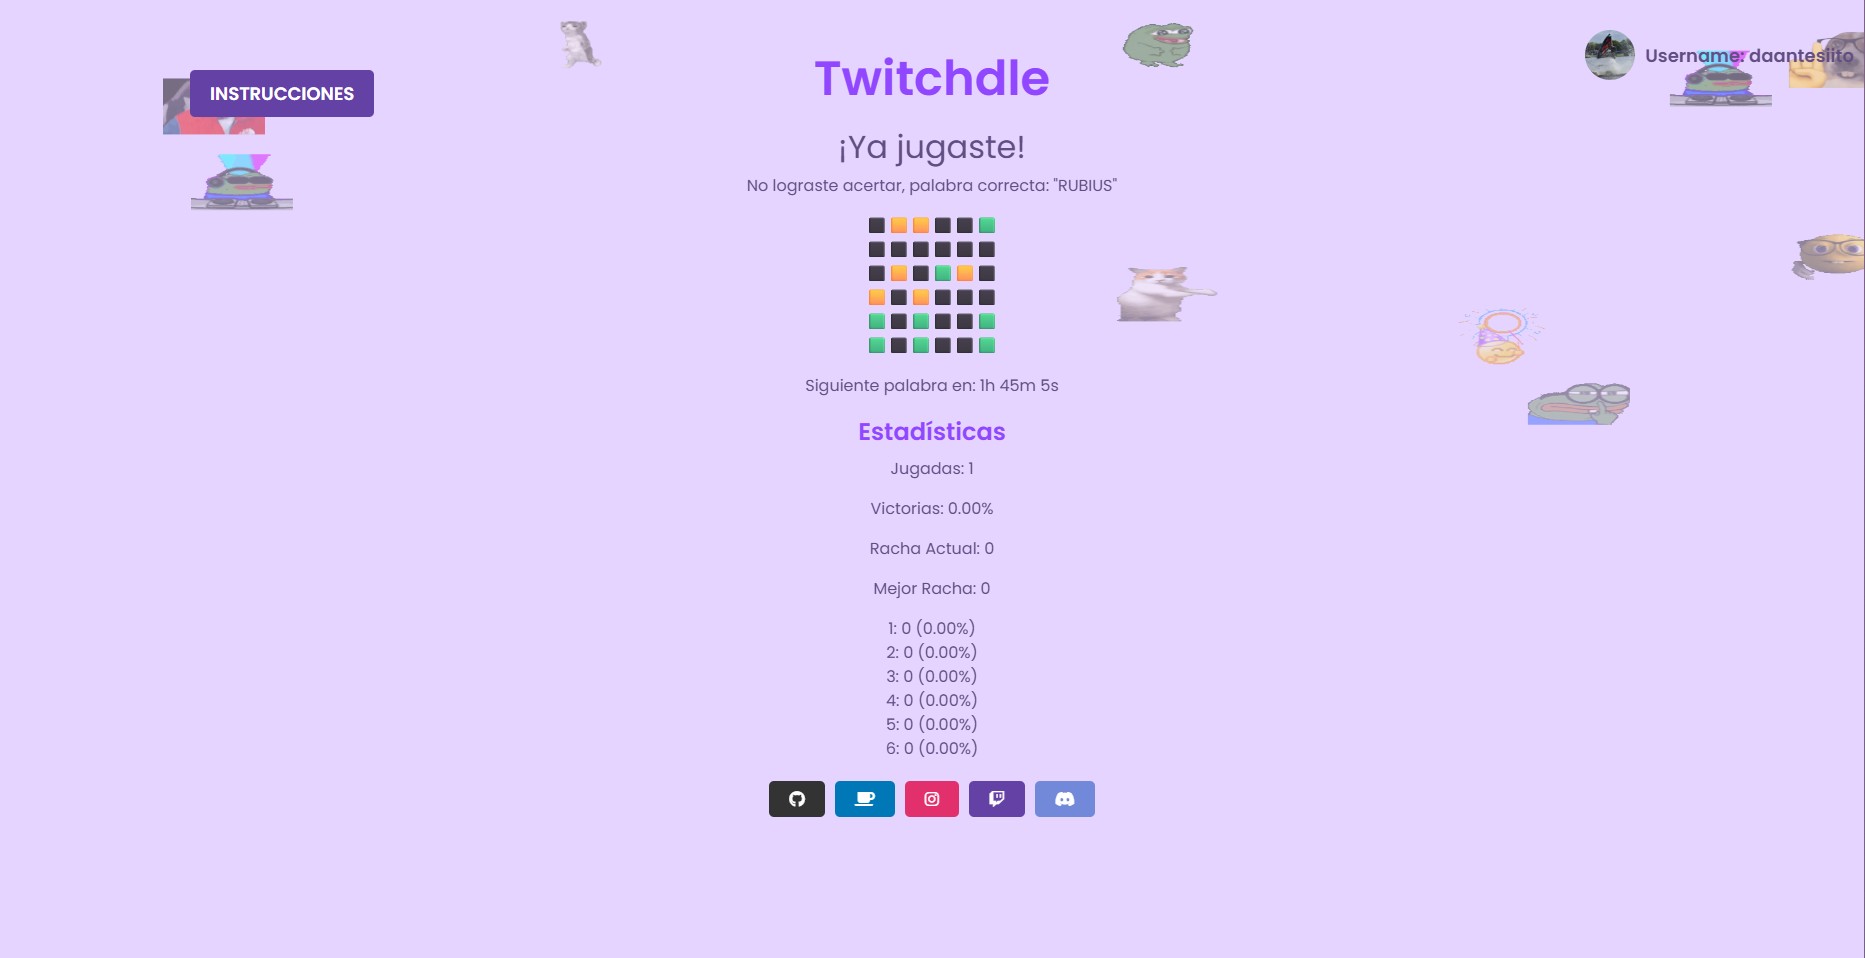 INSTRUCCIONES
Twitchdle
Username: daantesiito
¡Ya jugaste!
No lograste acertar, palabra correcta: "RUBIUS"
Siguiente palabra en: 1h 45m 5s
Estadísticas
Jugadas: 1
Victorias: 0.00%
Racha Actual: 0
Mejor Racha: 0
1: 0 (0.00%)
2: 0 (0.00%)
3: 0 (0.00%)
4: 0 (0.00%)
5: 0 (0.00%)
6: 0 (0.00%)